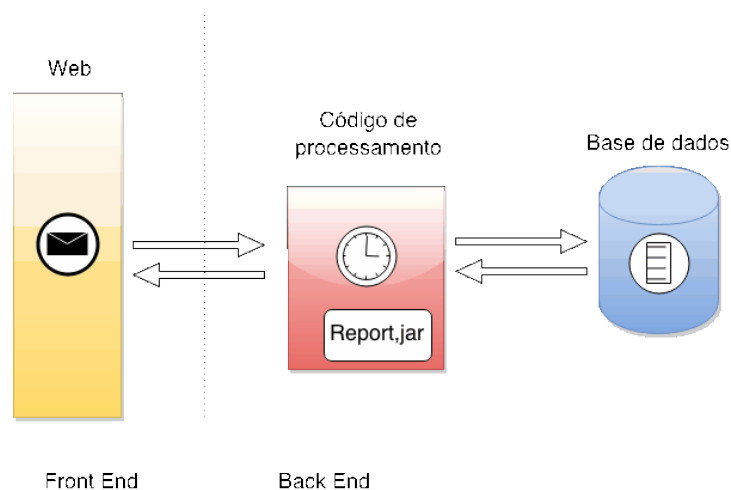 Web
Código de
processamento
Base de dados
Report,jar
Front End
Back End